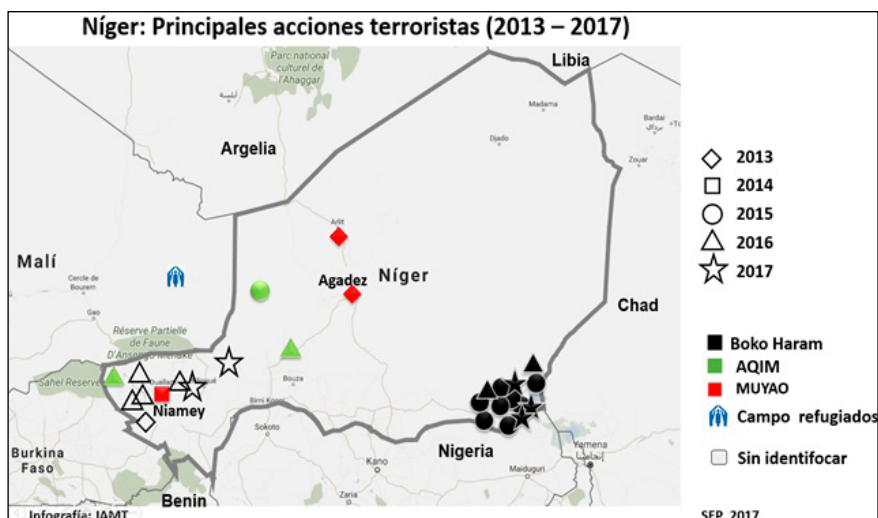 Níger: Principales acciones terroristas (2013 – 2017)
Libia
Parc national
culturel de
l'Ahaggar
Madama
Djado
Bardaï
Zouar
Argelia
2013
2014
2015
2016
2017
Arlit
Malí
Agadez
Níger
Cercle de
Bourem
Gao
Chad
Réserve Partielle
de Faune
Sahel Reserve
Bouza
Niamey
Birni
Sokoto
Boko Haram
AQIM
MUYAO
Campo refugiados
Sin identifocar
Burkina
Faso
Nigeria
Yamena
Kano
Maiduguri
Benin
Zaria
Infografía: IAMT
SEP. 2017